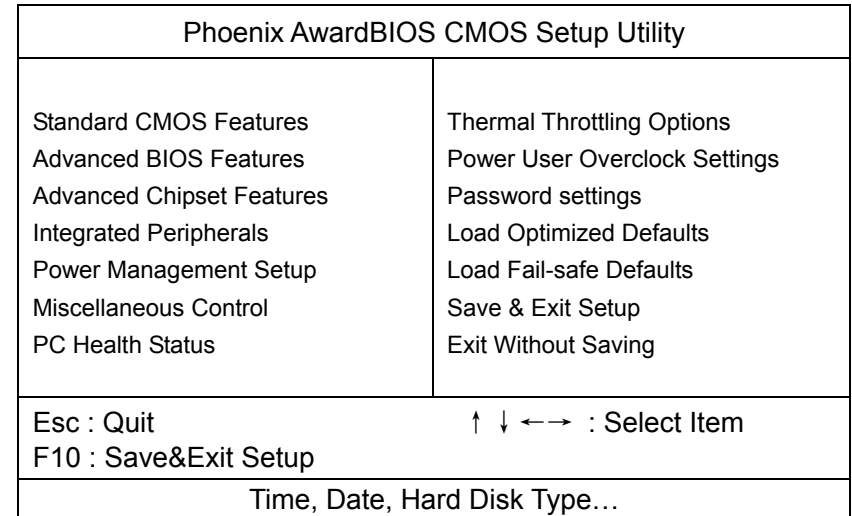 Phoenix AwardBIOS CMOS Setup Utility
Standard CMOS Features
Advanced BIOS Features
Advanced Chipset Features
Integrated Peripherals
Power Management Setup
Miscellaneous Control
PC Health Status
Thermal Throttling Options
Power User Overclock Settings
Password settings
Load Optimized Defaults
Load Fail-safe Defaults
Save & Exit Setup
Exit Without Saving
Esc : Quit ↑ ↓ ←→ : Select Item
F10 : Save&Exit Setup
Time, Date, Hard Disk Type…